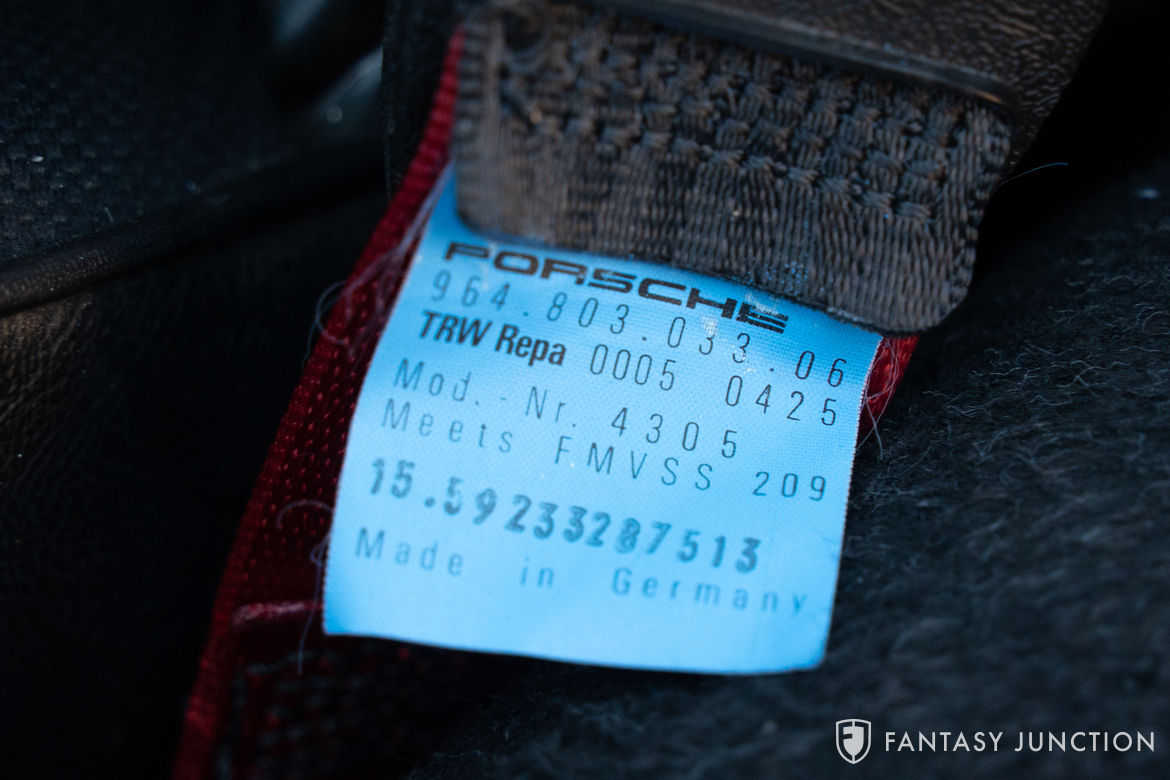 PORSCHE
964.803.033.06
TRW Repa 0005 0425
Mod.-Nr. 4305
Meets FMVSS 209
15.59233287513
Made in Germany
FANTASY JUNCTION